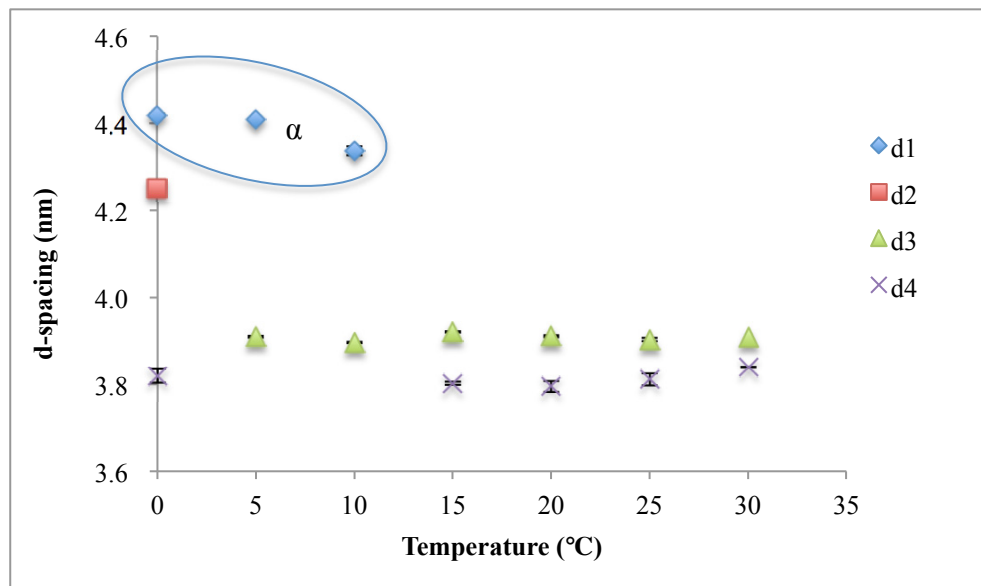 4.6
4.4
4.2
4.0
3.8
3.6
d-spacing (nm)
α
d1
d2
d3
d4
0 5 10 15 20 25 30 35
Temperature (°C)